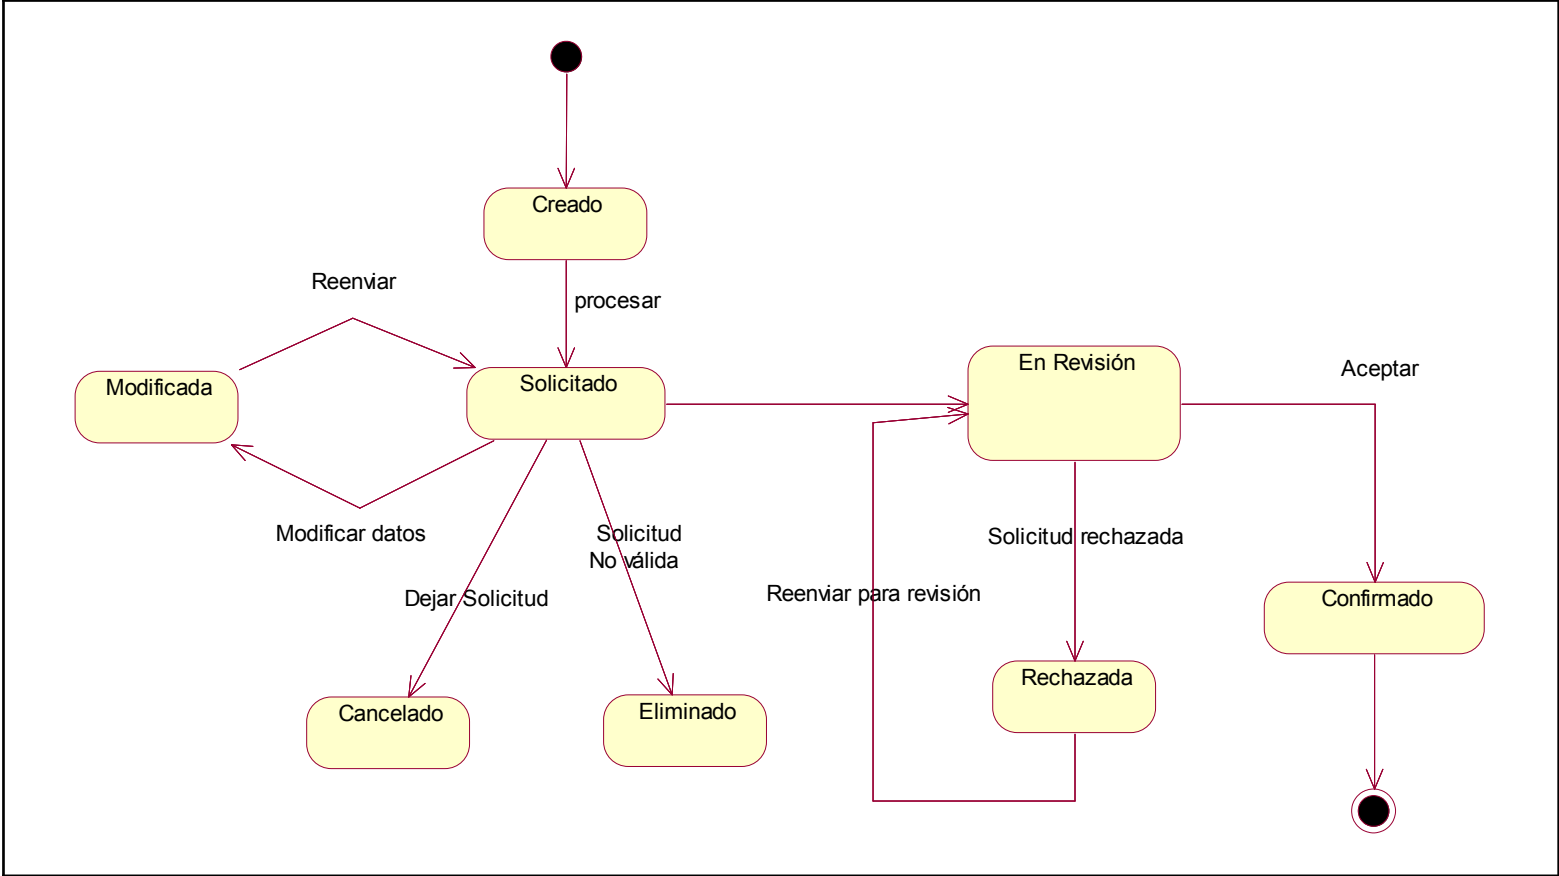 Creado
Reenviar
procesar
En Revisión
Aceptar
Modificada
Solicitado
Modificar datos
Solicitud
No válida
Solicitud rechazada
Dejar Solicitud
Reenviar para revisión
Confirmado
Rechazada
Cancelado
Eliminado